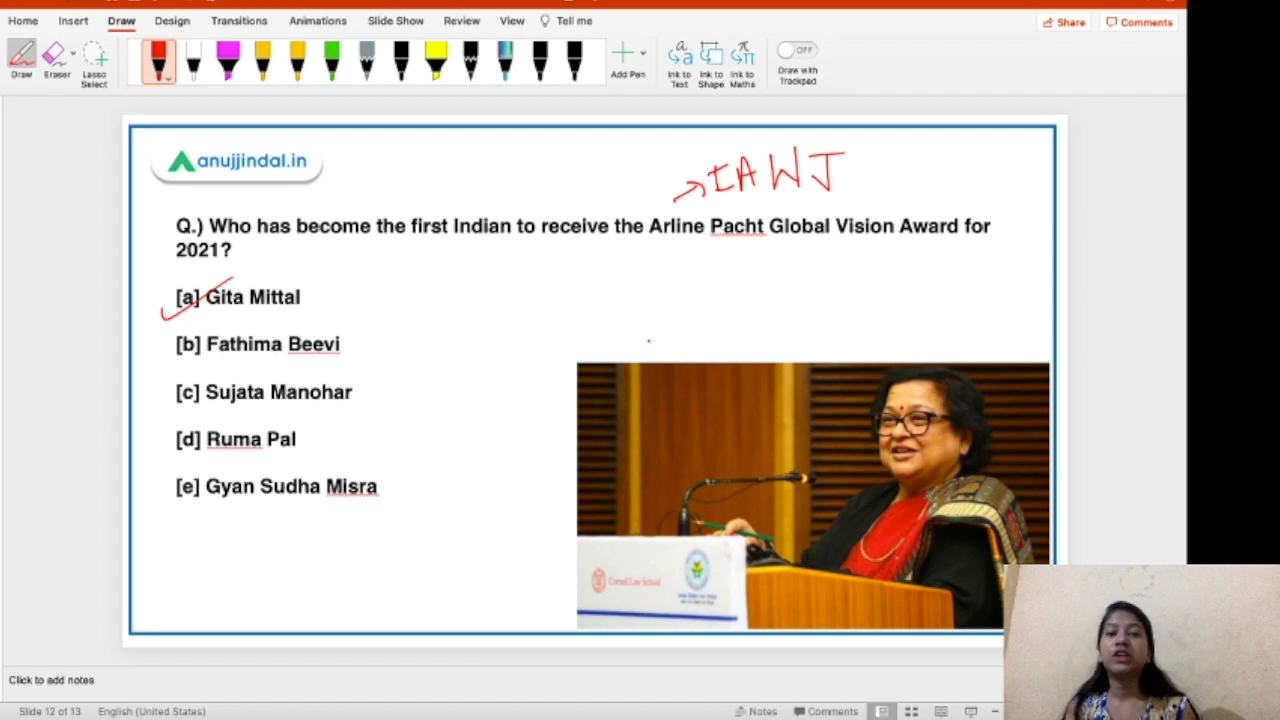 Home Insert Draw Design Transitions Animations Slide Show Review View Tell me Share Comments
Draw Eraser Lasso Select Add Pen Ink to Text Ink to Shape Ink to Maths OFF Draw with Trackpad
anujjindal.in
→IAWJ
Q.) Who has become the first Indian to receive the Arline Pacht Global Vision Award for
2021?
[a] Gita Mittal
[b] Fathima Beevi
[c] Sujata Manohar
[d] Ruma Pal
[e] Gyan Sudha Misra
Cornell Law School
Click to add notes
Slide 12 of 13 English (United States) Notes Comments